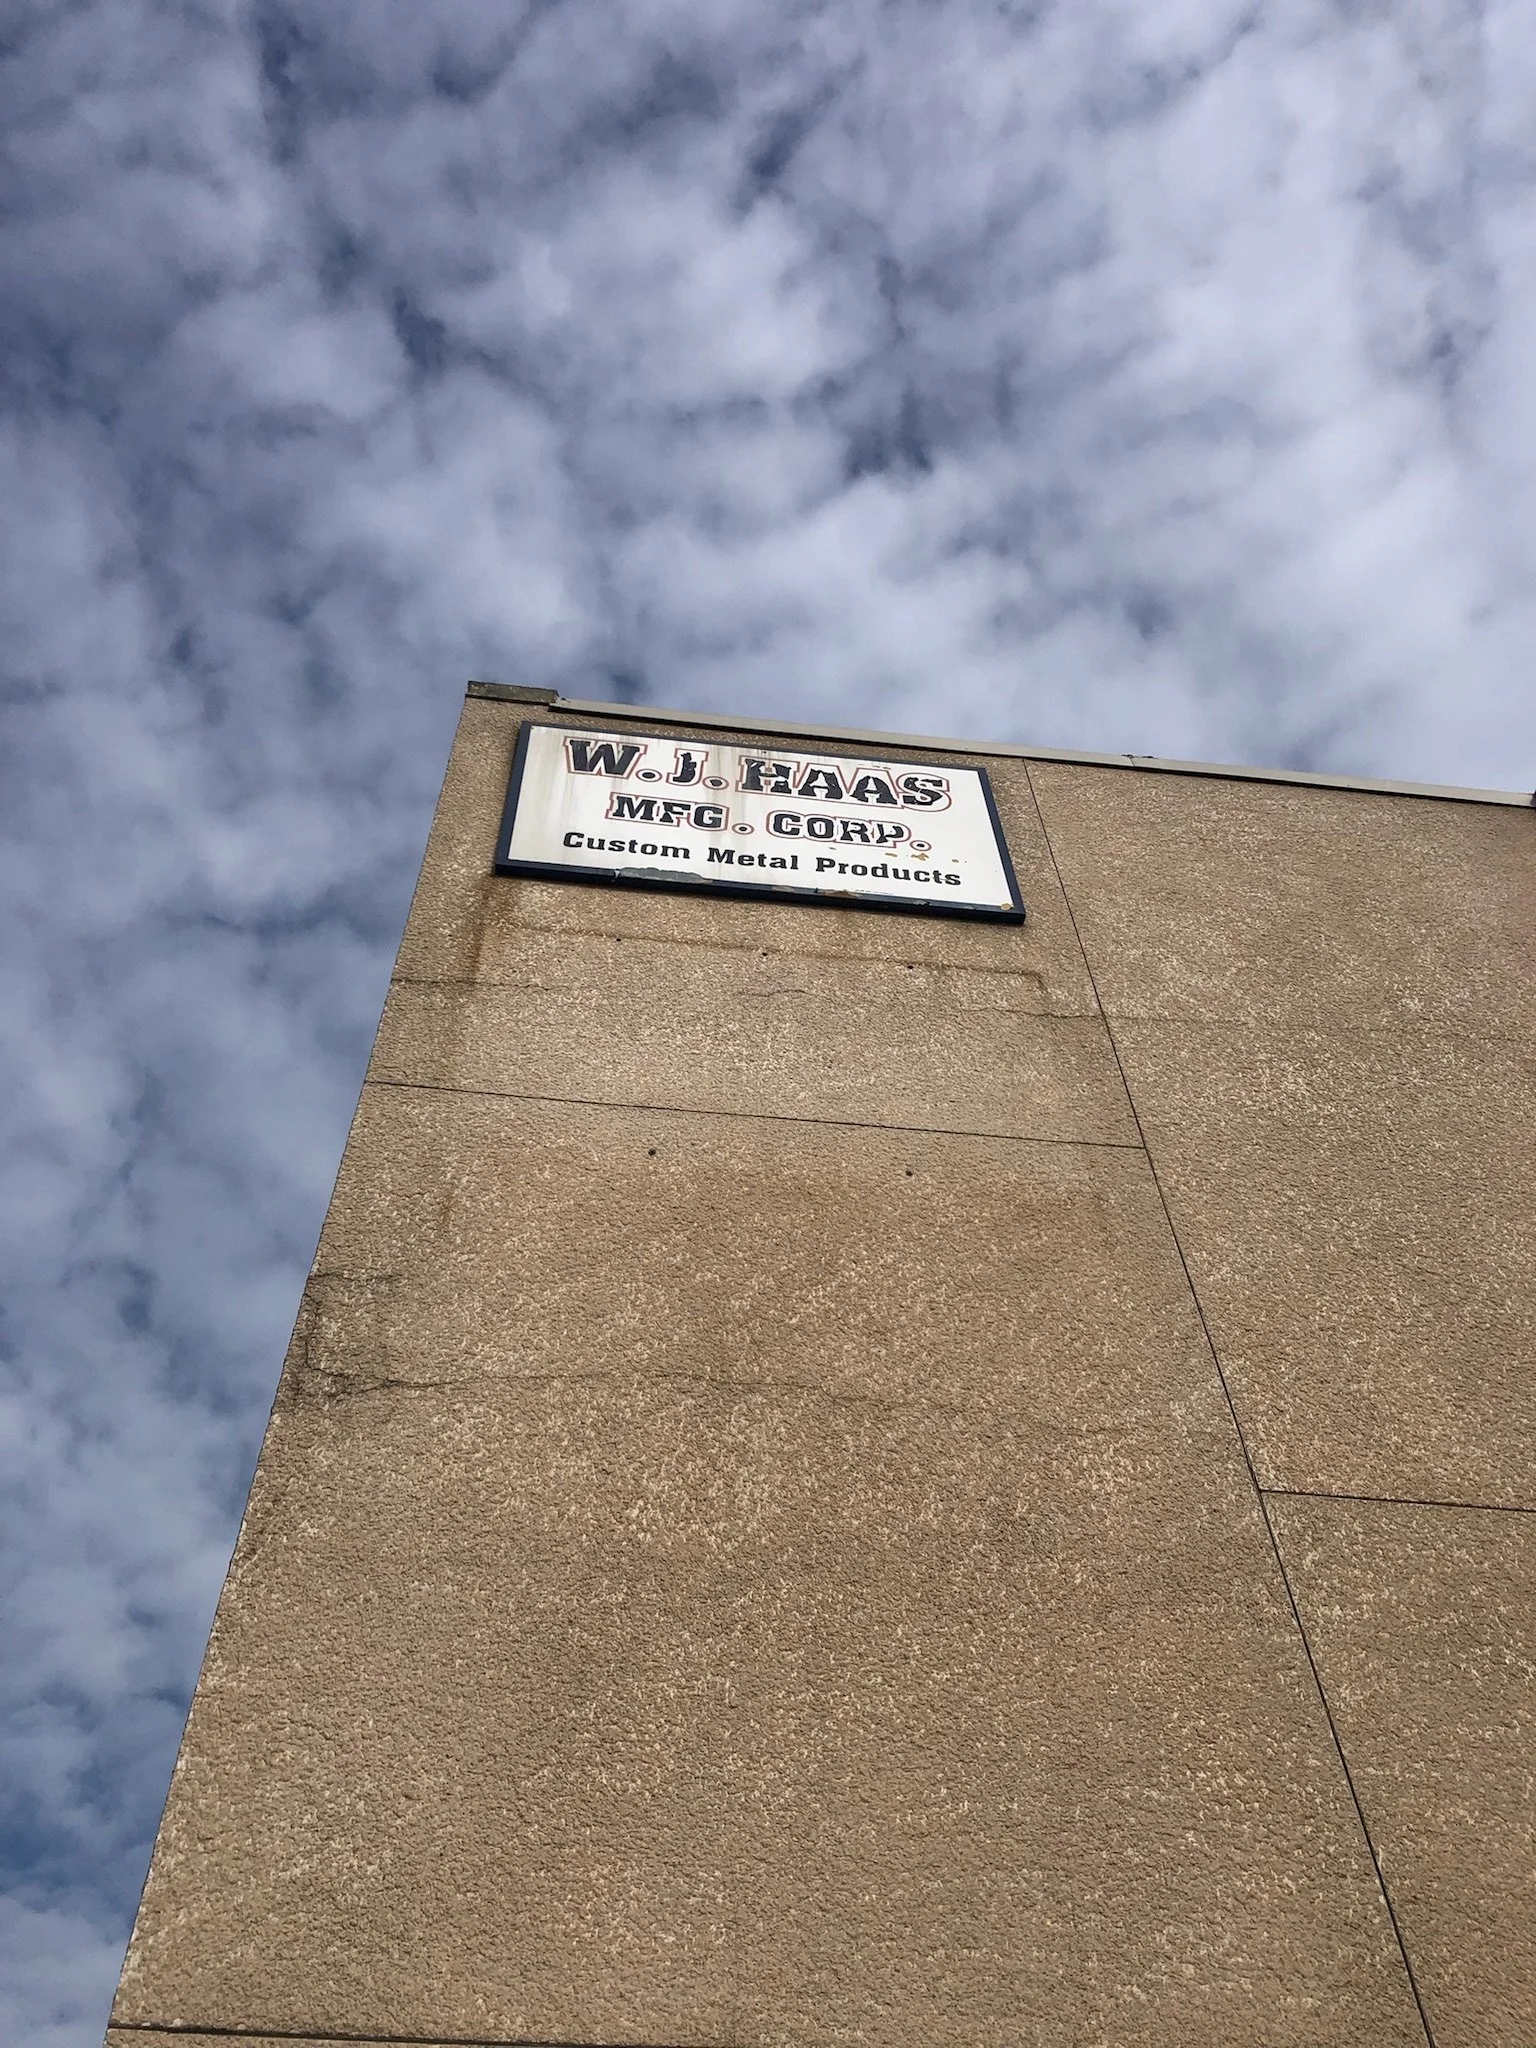 W.J. HAAS
MFG. CORP.
Custom Metal Products